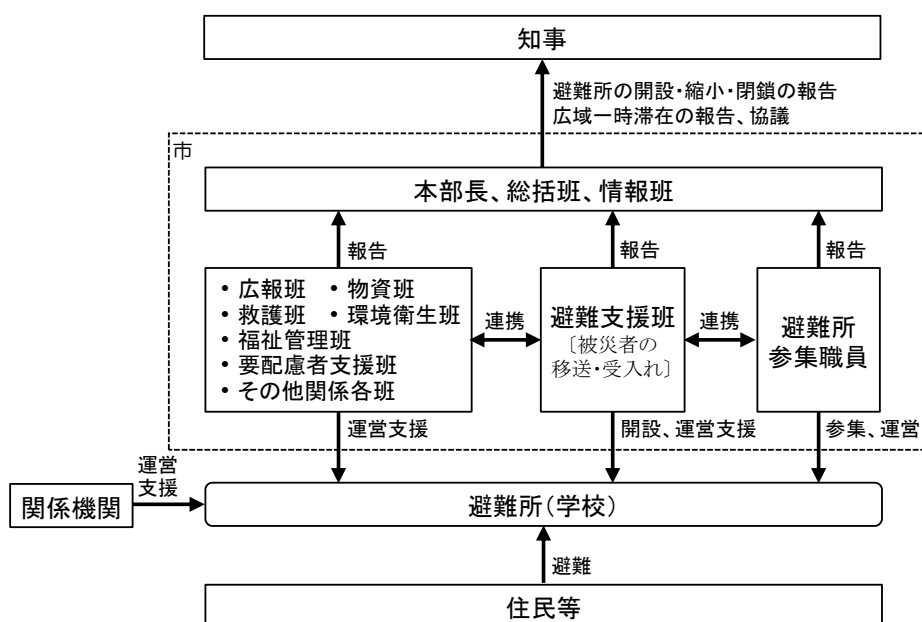 知事
避難所の開設・縮小・閉鎖の報告
広域一時滞在の報告、協議
市
本部長、総括班、情報班
報告
報告
報告
・広報班 ・物資班
・救護班 ・環境衛生班
・福祉管理班
・要配慮者支援班
・その他関係各班
連携
避難支援班
〔被災者の
移送・受入れ〕
連携
避難所
参集職員
運営支援
開設、運営支援
参集、運営
運営
支援
関係機関
避難所(学校)
避難
住民等